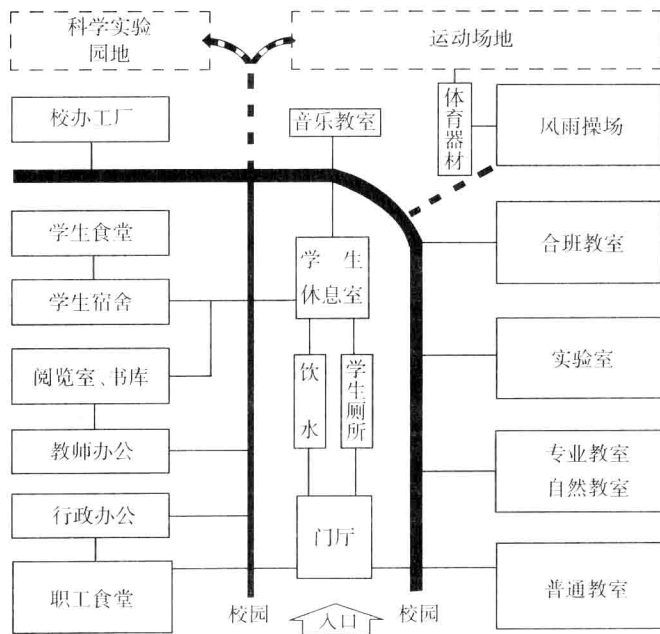 科学实验
园地
运动场地
校办工厂
音乐教室
体育器材
风雨操场
学生食堂
学生
休息室
合班教室
学生宿舍
阅览室、书库
饮水
学生厕所
实验室
教师办公
专业教室
自然教室
行政办公
门厅
职工食堂
普通教室
校园
入口
校园